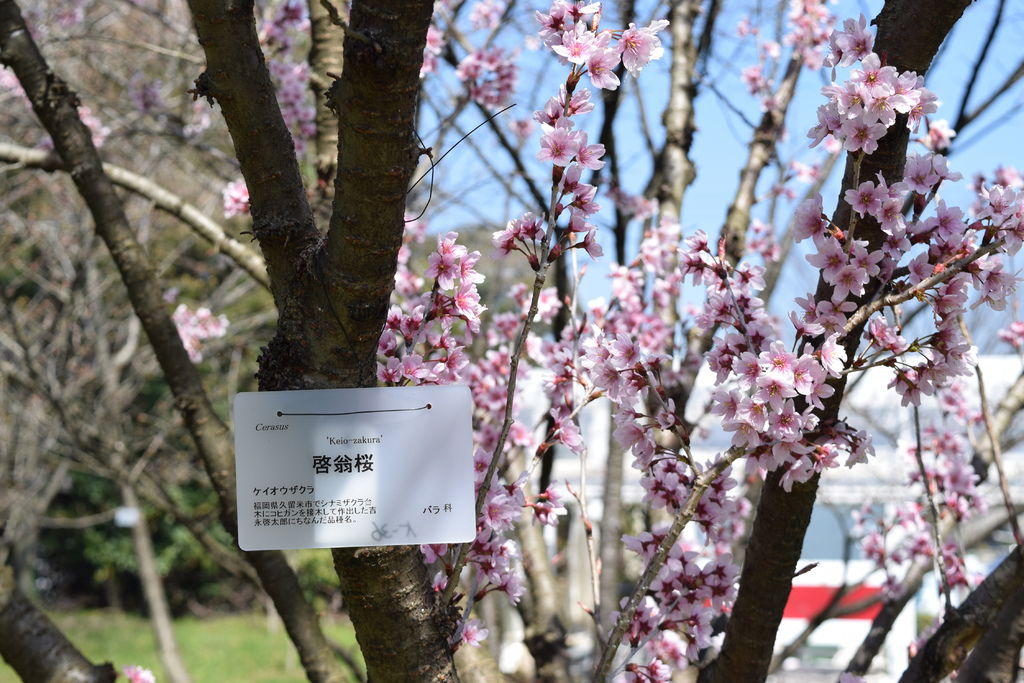 Cerasus
'Keio-zakura'
啓翁桜
ケイオウザクラ
福岡県久留米市でシナミザクラ台
木にコヒガンを接木して作出した吉
永啓太郎にちなんだ品種名。
バラ 科